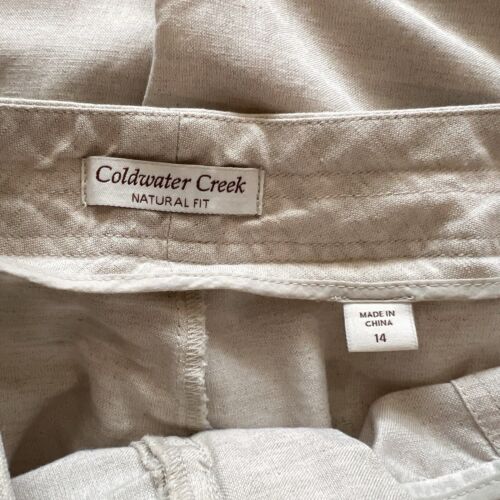 Coldwater Creek
NATURAL FIT
MADE IN
CHINA
14